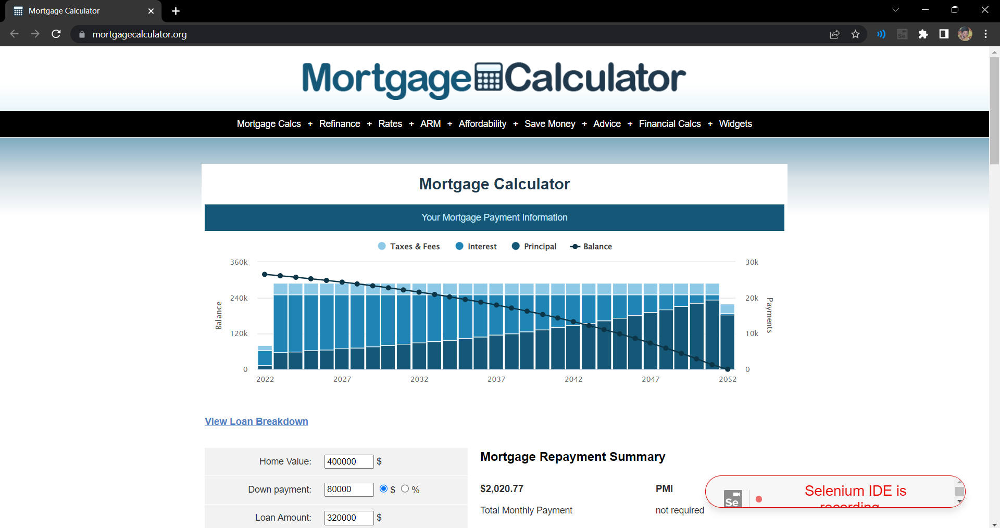 Mortgage Calculator
mortgagecalculator.org
Se
Mortgage Calculator
Mortgage Calcs + Refinance + Rates + ARM + Affordability + Save Money + Advice + Financial Calcs + Widgets
Mortgage Calculator
Your Mortgage Payment Information
Taxes & Fees Interest Principal Balance
360k 30k
240k 20k
120k 10k
0 0
Balance
Payments
2022 2027 2032 2037 2042 2047 2052
View Loan Breakdown
Home Value: 400000 $
Down payment: 80000 $ %
Loan Amount: 320000 $
Mortgage Repayment Summary
$2,020.77 PMI
Total Monthly Payment not required
Se
Selenium IDE is
recording